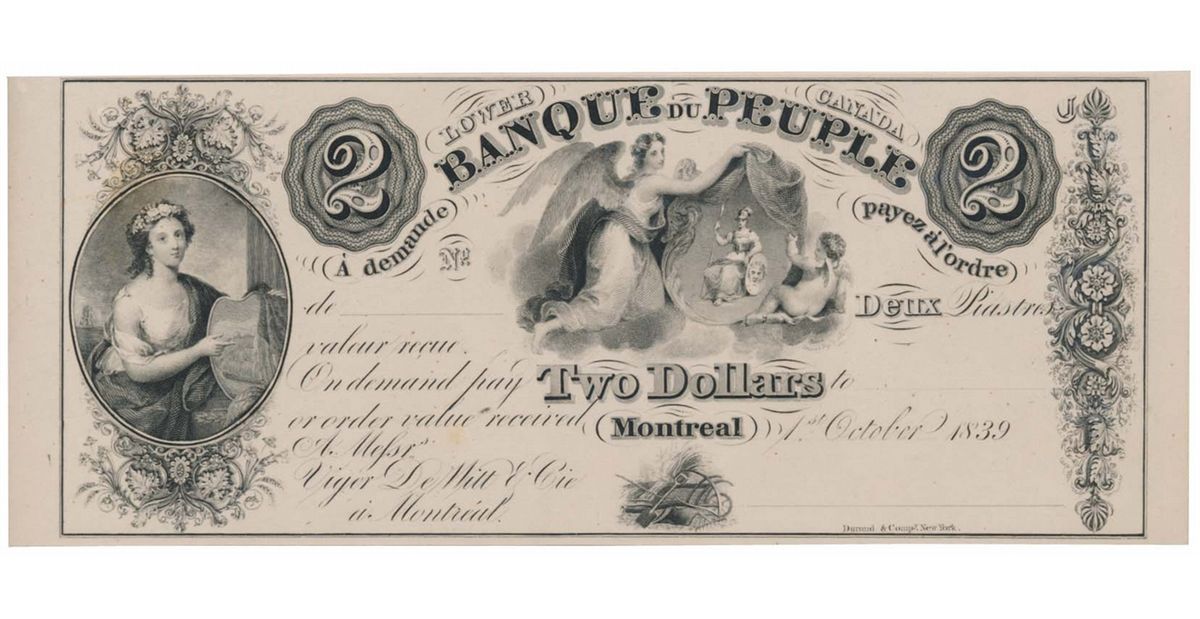 LOWER CANADA
BANQUE DU PEUPLE
2 2
À demande payez à l'ordre
No
de Deux Piastres
valeur reçue.
On demand pay Two Dollars to
or order value received Montreal 1st October 1839
A Messrs
Viger De Witt & Cie
à Montréal.
Durand & Compy. New York.